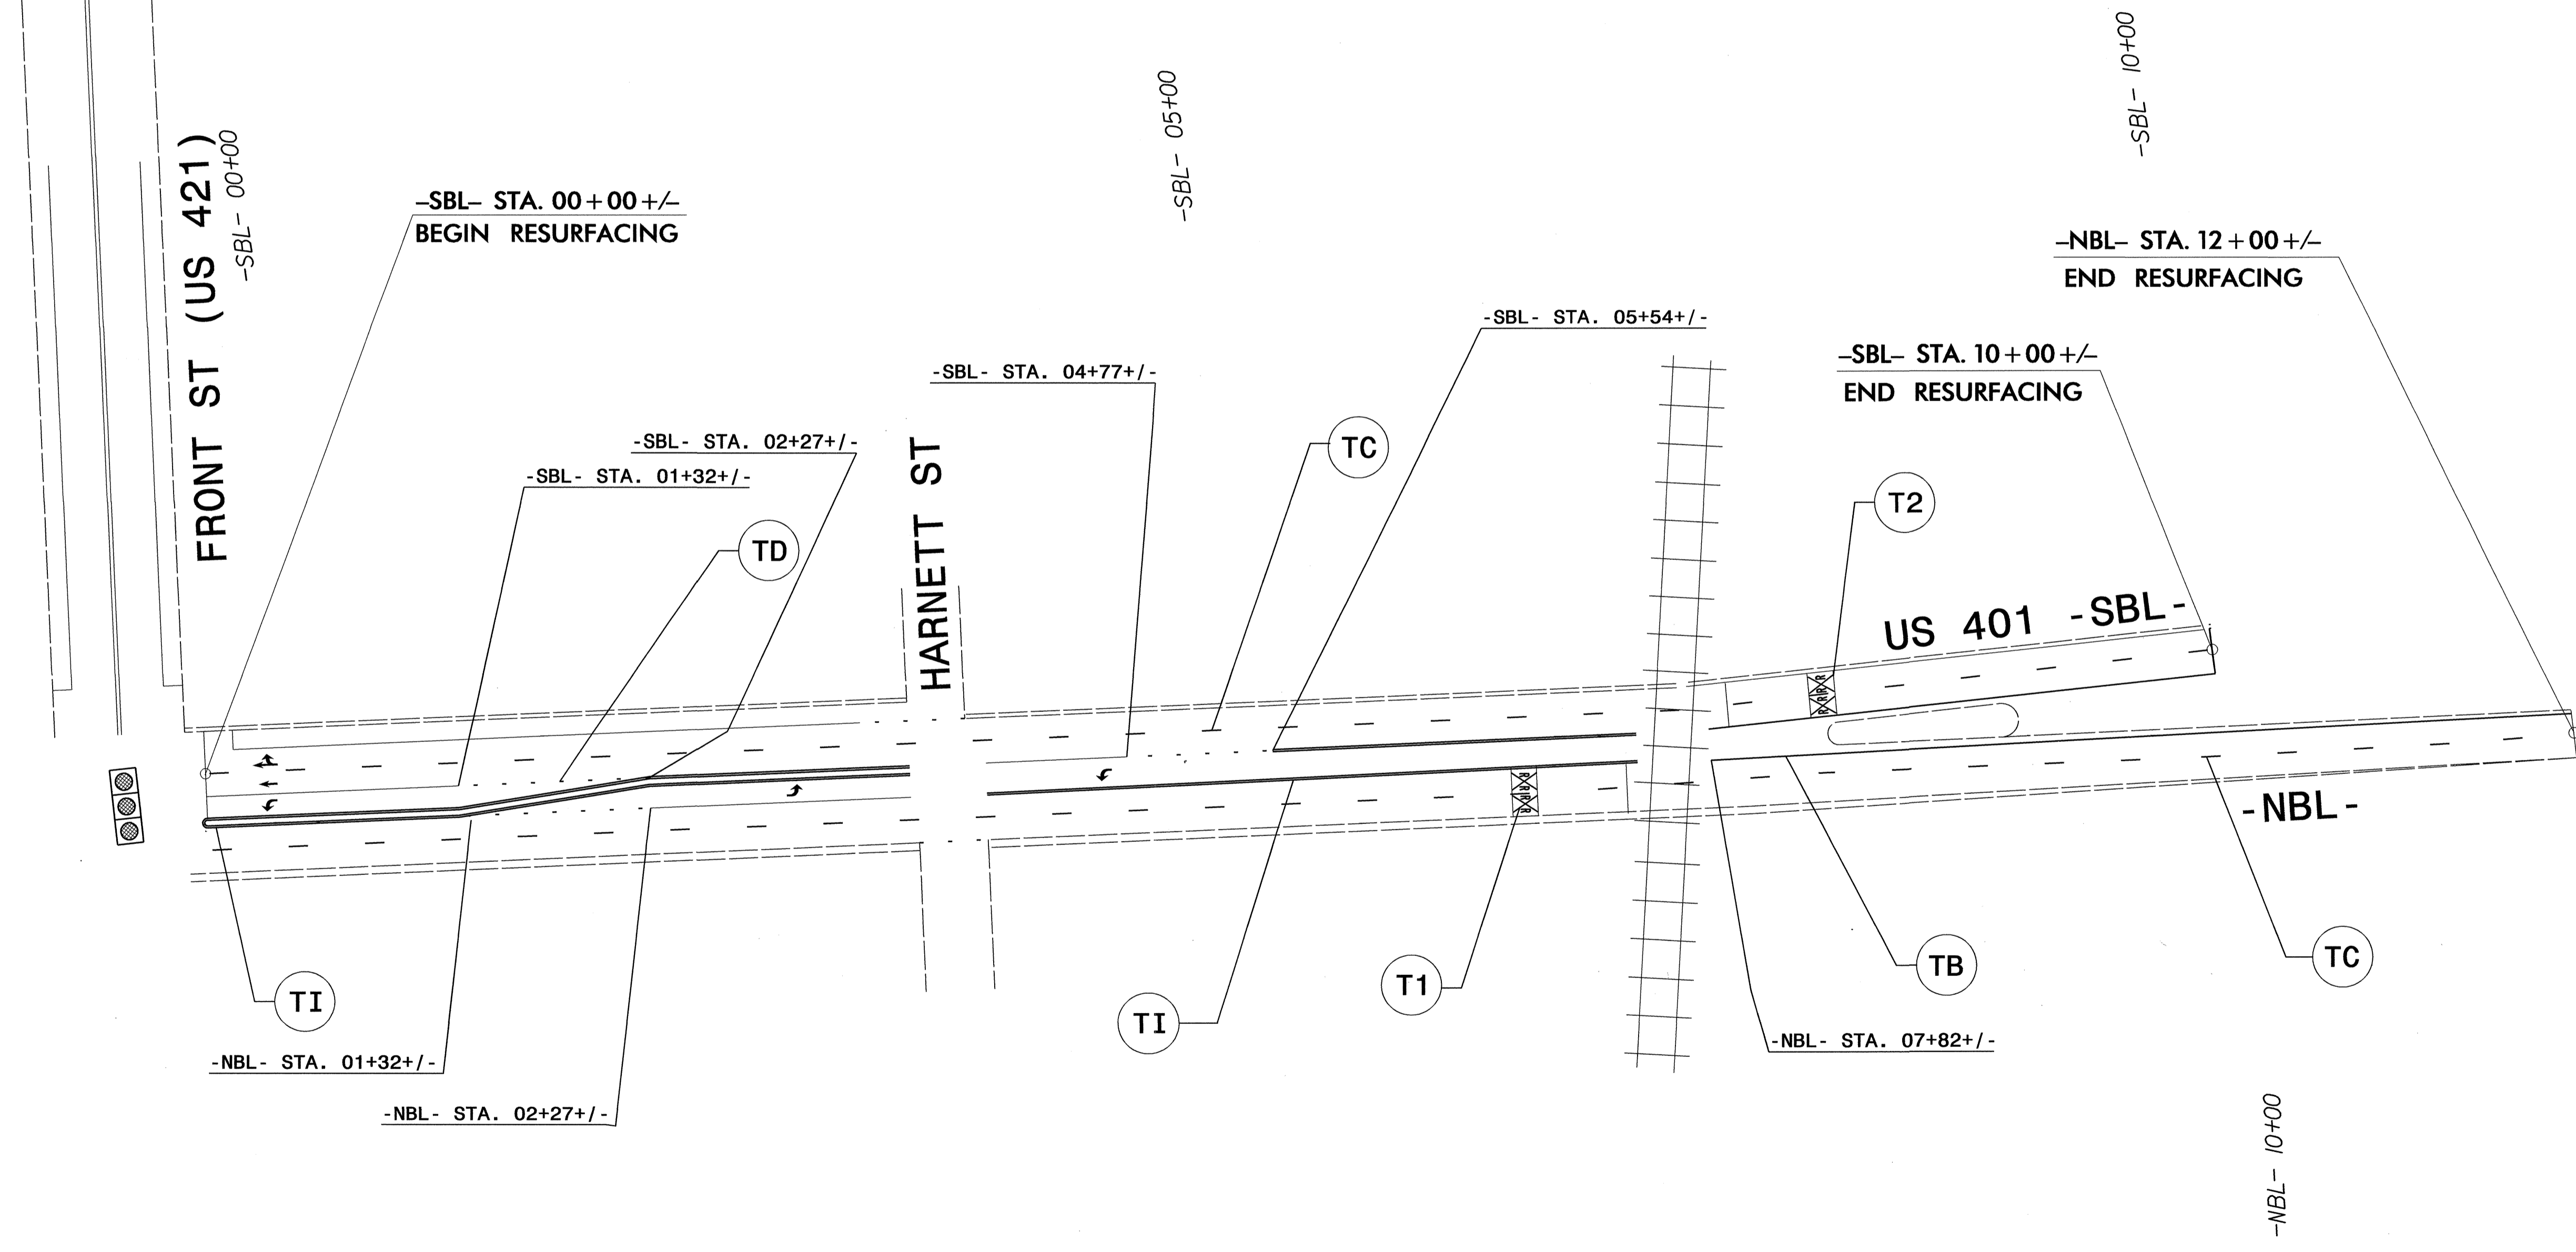 -SBL- 10+00
-SBL- 05+00
FRONT ST (US 421)
-SBL- 00+00
-SBL- STA. 00+00+/-
BEGIN RESURFACING
-NBL- STA. 12+00+/-
END RESURFACING
-SBL- STA. 05+54+/-
-SBL- STA. 10+00+/-
END RESURFACING
-SBL- STA. 04+77+/-
-SBL- STA. 02+27+/-
-SBL- STA. 01+32+/-
TC
HARNETT ST
T2
TD
US 401 -SBL-
R R R R
R R R R
-NBL-
TB
TC
T1
TI
TI
-NBL- STA. 07+82+/-
-NBL- STA. 01+32+/-
-NBL- STA. 02+27+/-
-NBL- 10+00